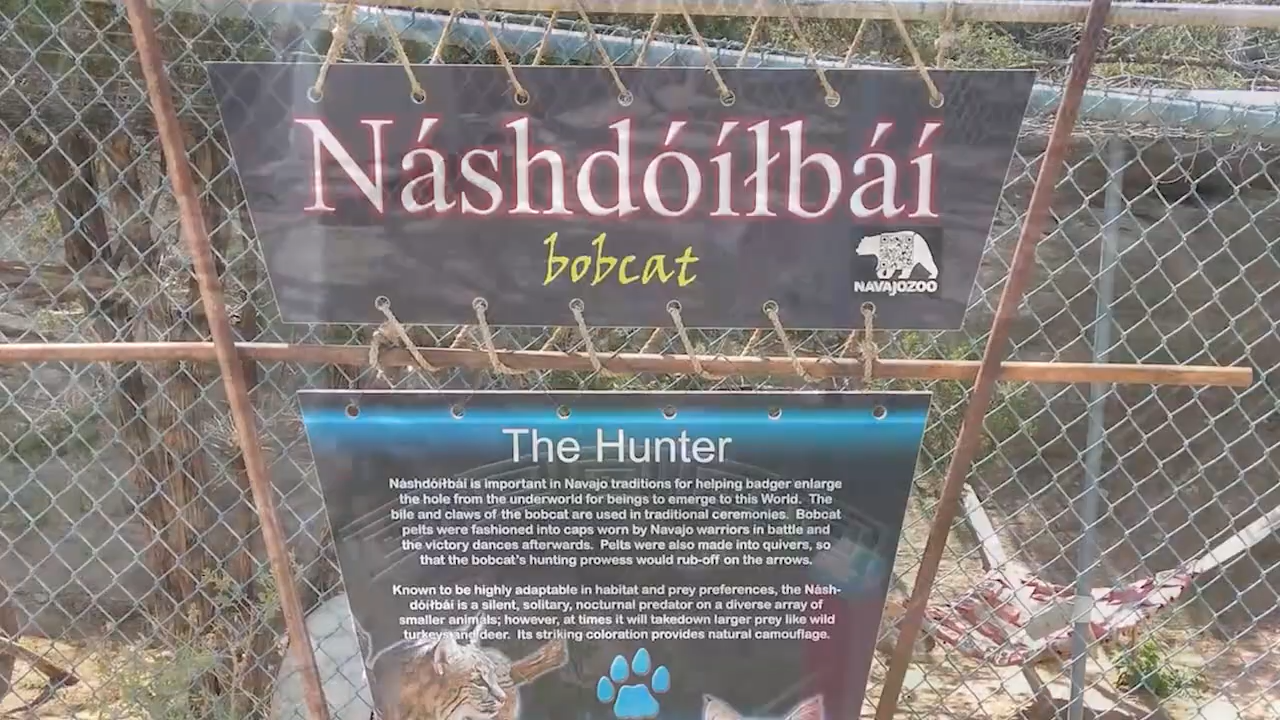 Náshdóíłbáí
bobcat
NAVAJOZOO
The Hunter
Náshdóíłbáí is important in Navajo traditions for helping badger enlarge
the hole from the underworld for beings to emerge to this World. The
bile and claws of the bobcat are used in traditional ceremonies. Bobcat
pelts were fashioned into caps worn by Navajo warriors in battle and
the victory dances afterwards. Pelts were also made into quivers, so
that the bobcat's hunting prowess would rub-off on the arrows.
Known to be highly adaptable in habitat and prey preferences, the Násh-
dóíłbáí is a silent, solitary, nocturnal predator on a diverse array of
smaller animals; however, at times it will takedown larger prey like wild
turkeys and deer. Its striking coloration provides natural camouflage.